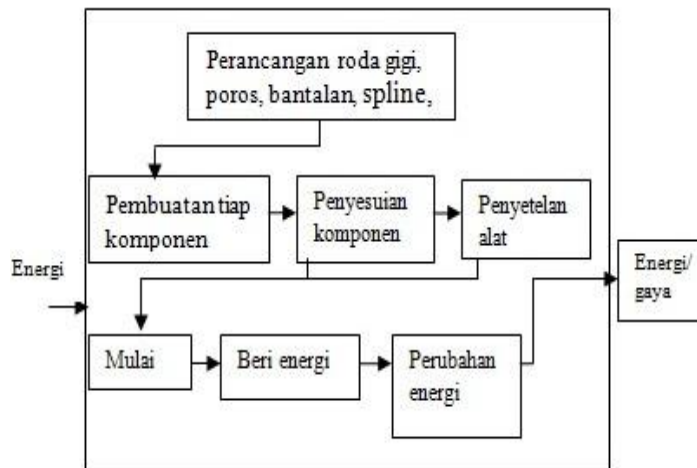 Perancangan roda gigi,
poros, bantalan, spline,
Pembuatan tiap
komponen
Penyesuian
komponen
Penyetelan
alat
Energi
Energi/
gaya
Mulai
Beri energi
Perubahan
energi